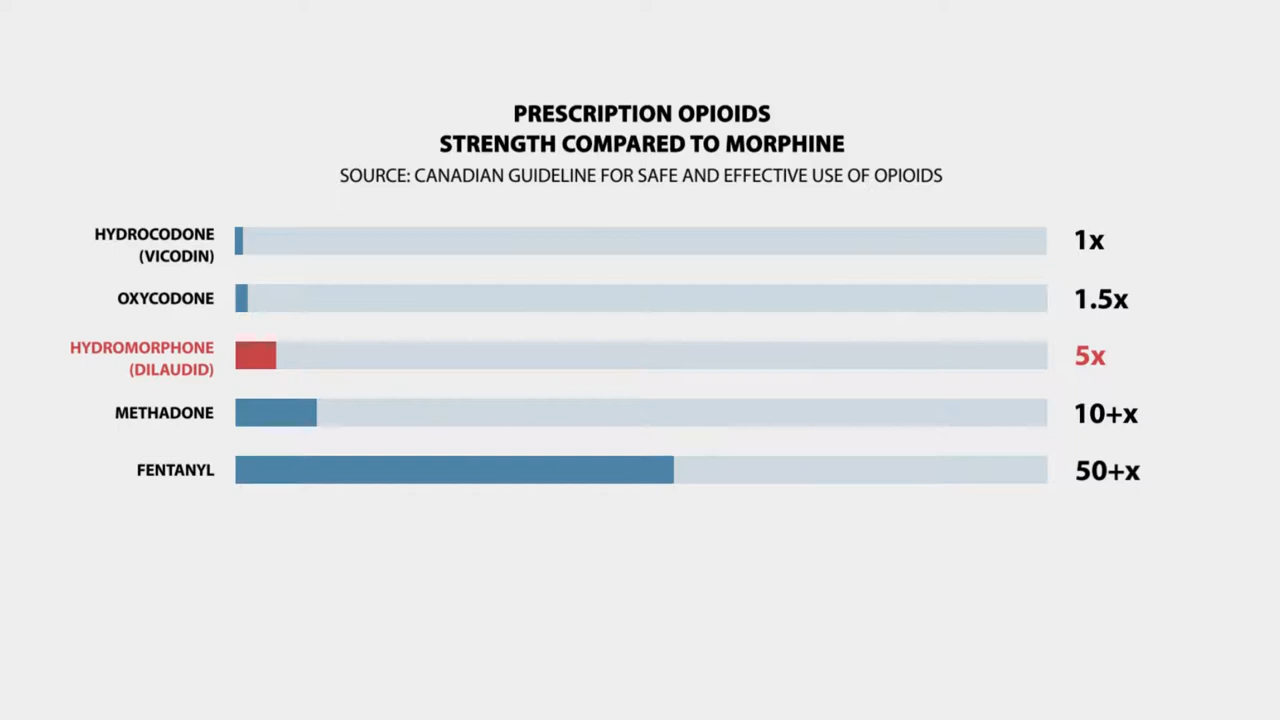 PRESCRIPTION OPIOIDS
STRENGTH COMPARED TO MORPHINE
SOURCE: CANADIAN GUIDELINE FOR SAFE AND EFFECTIVE USE OF OPIOIDS
HYDROCODONE
(VICODIN)
1x
OXYCODONE
1.5x
HYDROMORPHONE
(DILAUDID)
5x
METHADONE
10+x
FENTANYL
50+x